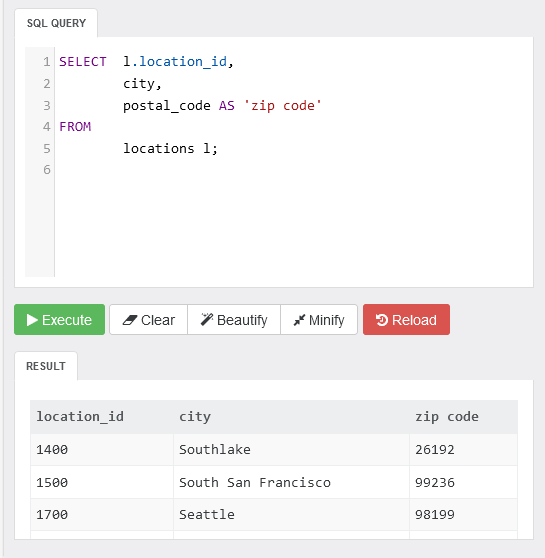 SQL QUERY
1 SELECT l.location_id,
2 city,
3 postal_code AS 'zip code'
4 FROM
5 locations l;
6
Execute Clear Beautify Minify Reload
RESULT
location_id city zip code
1400 Southlake 26192
1500 South San Francisco 99236
1700 Seattle 98199